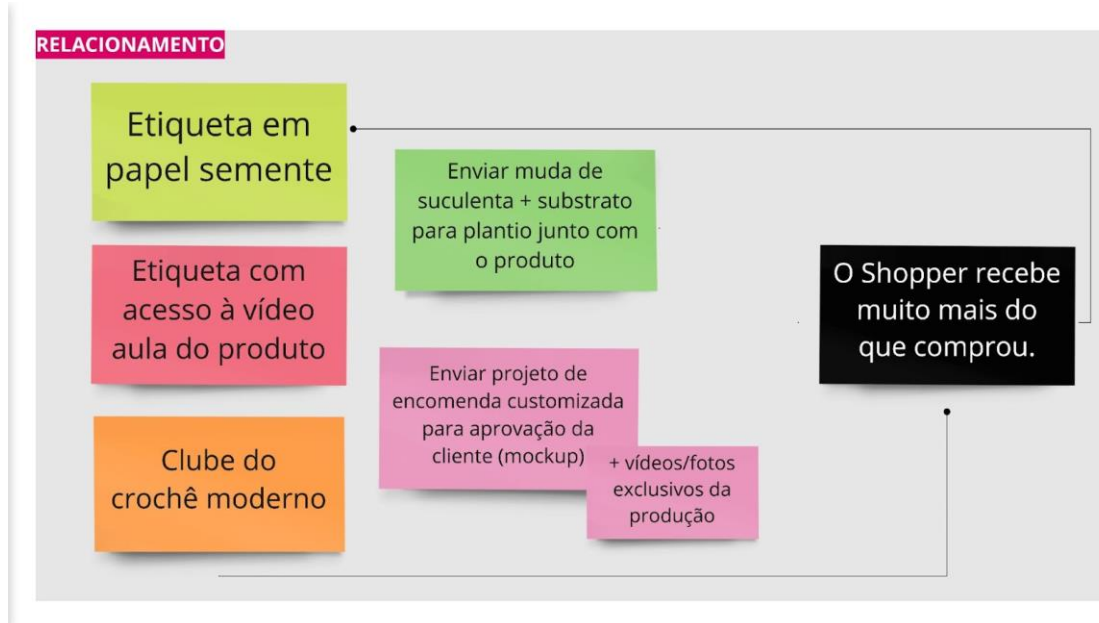 RELACIONAMENTO
Etiqueta em
papel semente
Enviar muda de
suculenta + substrato
para plantio junto com
o produto
Etiqueta com
acesso à vídeo
aula do produto
O Shopper recebe
muito mais do
que comprou.
Enviar projeto de
encomenda customizada
para aprovação da
cliente (mockup)
+ vídeos/fotos
exclusivos da
produção
Clube do
crochê moderno